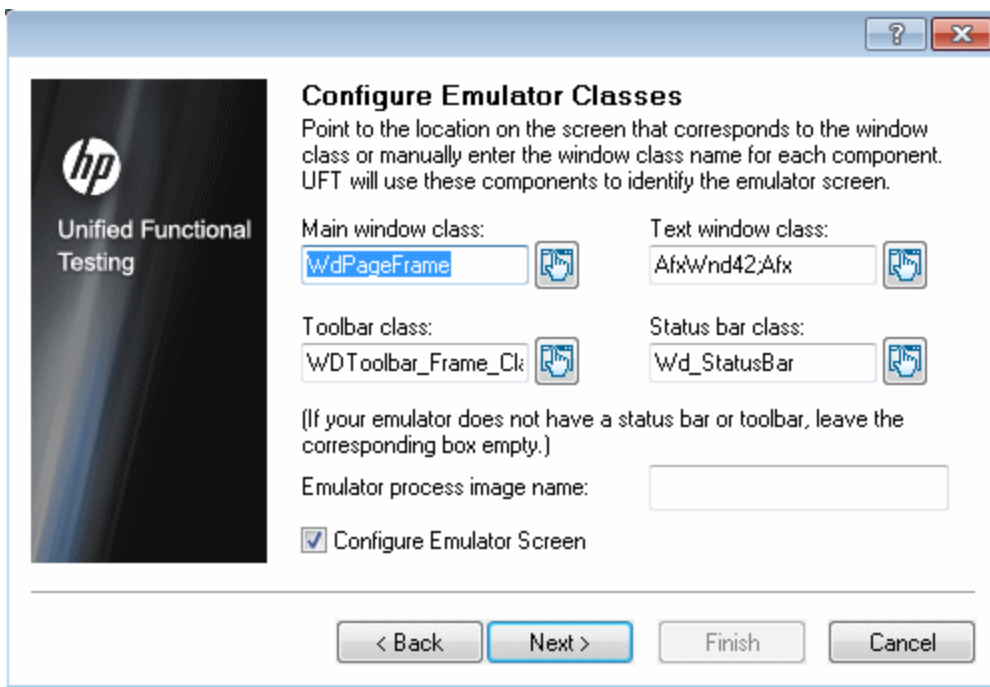 ?
hp
Unified Functional
Testing
Configure Emulator Classes
Point to the location on the screen that corresponds to the window
class or manually enter the window class name for each component.
UFT will use these components to identify the emulator screen.
Main window class:
Text window class:
WdPageFrame
AfxWnd42;Afx
Toolbar class:
Status bar class:
WDToolbar_Frame_Cla
Wd_StatusBar
(If your emulator does not have a status bar or toolbar, leave the
corresponding box empty.)
Emulator process image name:
Configure Emulator Screen
< Back
Next >
Finish
Cancel